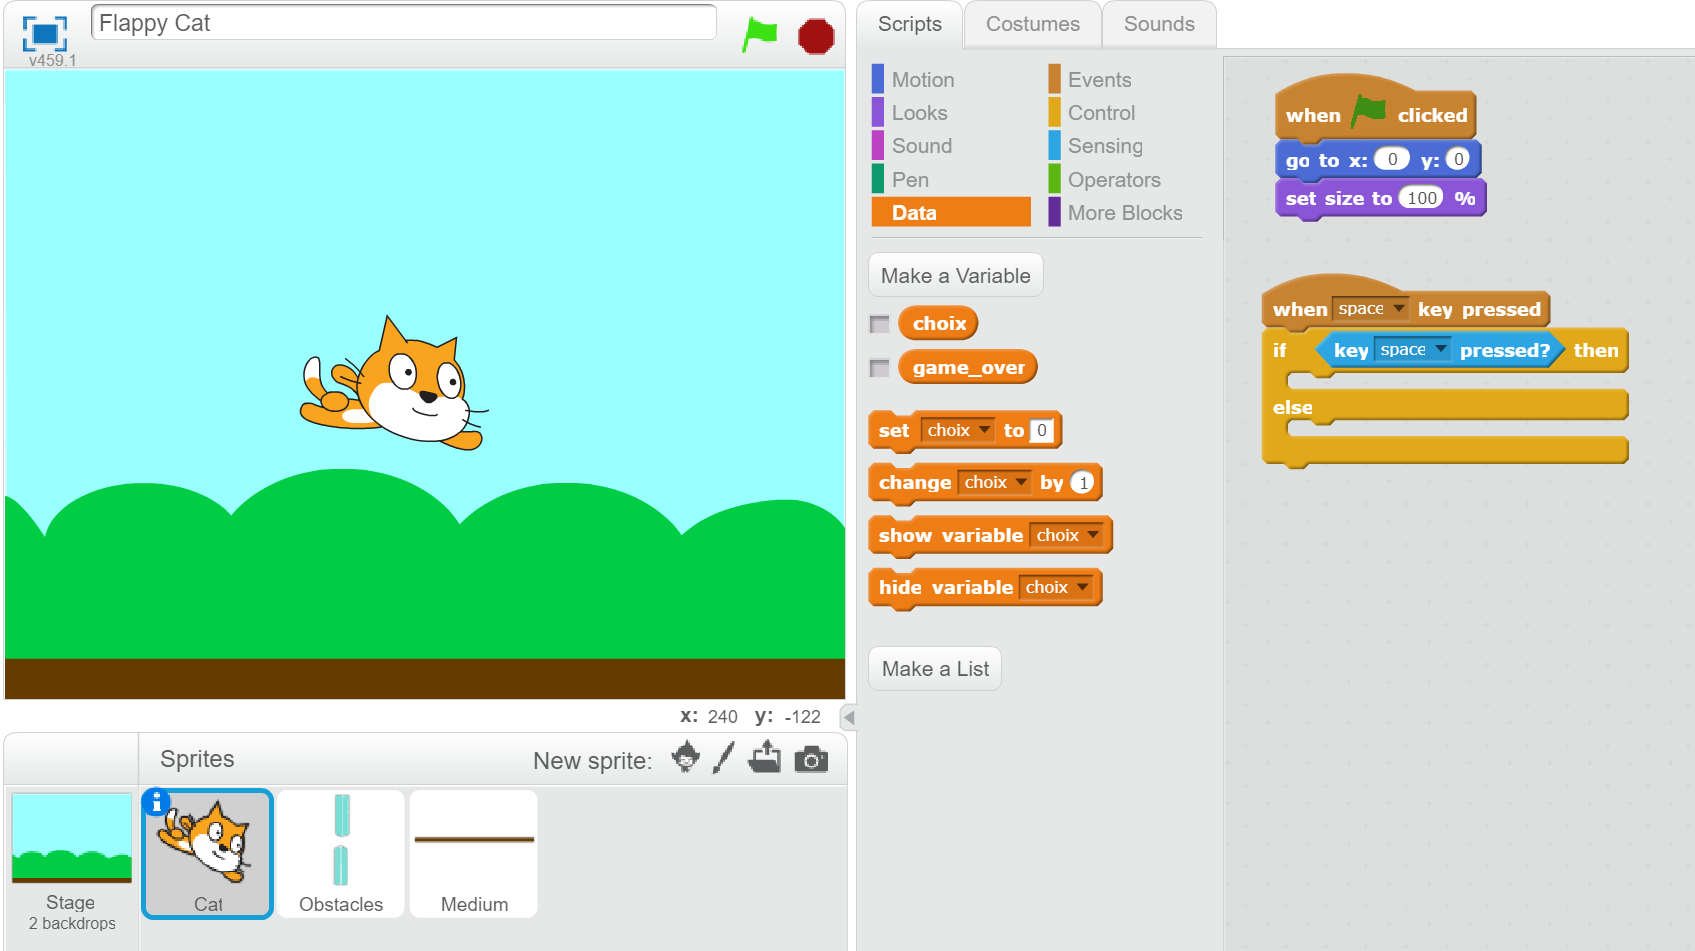 Flappy Cat
v459.1
x: 240 y: -122
Sprites
New sprite:
Stage
2 backdrops
Cat
Obstacles
Medium
Scripts
Costumes
Sounds
Motion
Events
Looks
Control
Sound
Sensing
Pen
Operators
Data
More Blocks
Make a Variable
choix
game_over
set choix to 0
change choix by 1
show variable choix
hide variable choix
Make a List
when clicked
go to x: 0 y: 0
set size to 100 %
when space key pressed
if key space pressed? then
else